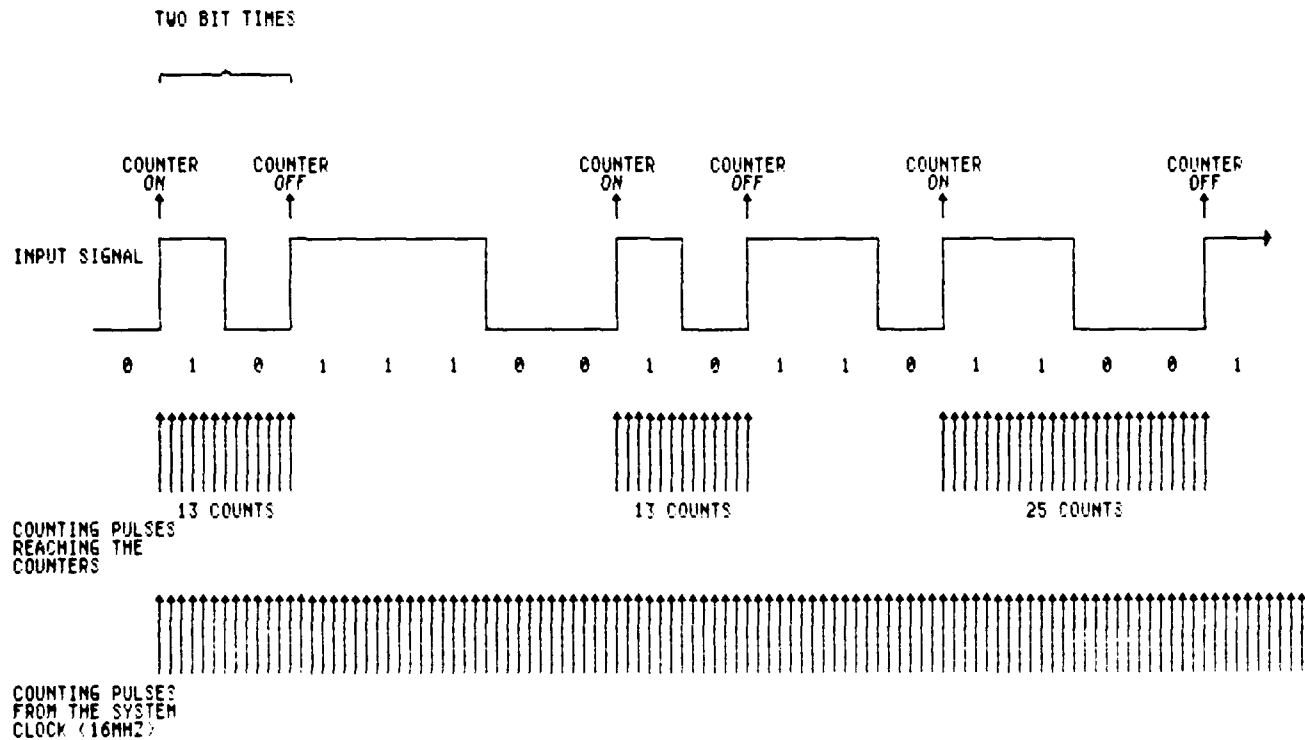 TWO BIT TIMES
COUNTER COUNTER COUNTER COUNTER COUNTER COUNTER
ON OFF ON OFF ON OFF
INPUT SIGNAL
0 1 0 1 1 1 0 0 1 0 1 1 0 1 1 0 0 1
13 COUNTS 13 COUNTS 25 COUNTS
COUNTING PULSES
REACHING THE
COUNTERS
COUNTING PULSES
FROM THE SYSTEM
CLOCK (16MHZ)